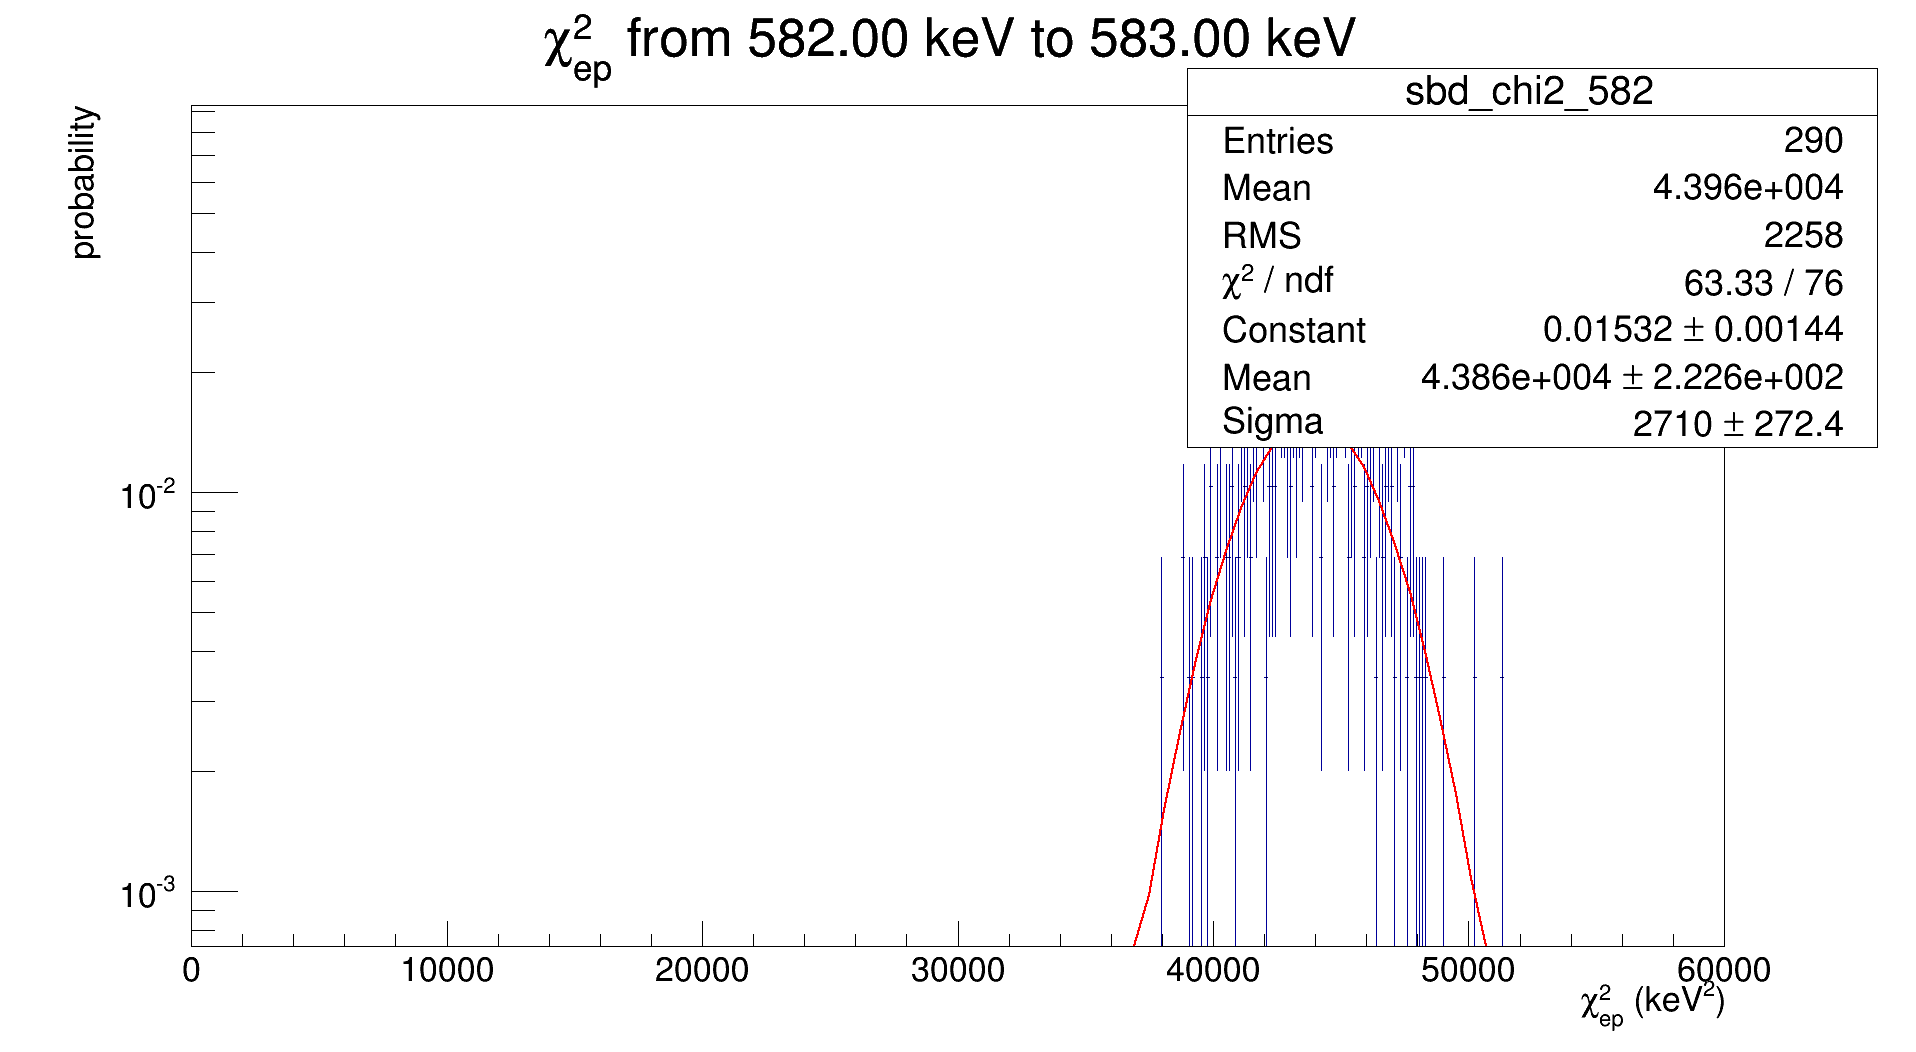 χ²ep from 582.00 keV to 583.00 keV
probability
sbd_chi2_582
Entries 290
Mean 4.396e+004
RMS 2258
χ² / ndf 63.33 / 76
Constant 0.01532 ± 0.00144
Mean 4.386e+004 ± 2.226e+002
Sigma 2710 ± 272.4
10-2
10-3
0 10000 20000 30000 40000 50000 60000
χ²ep (keV²)